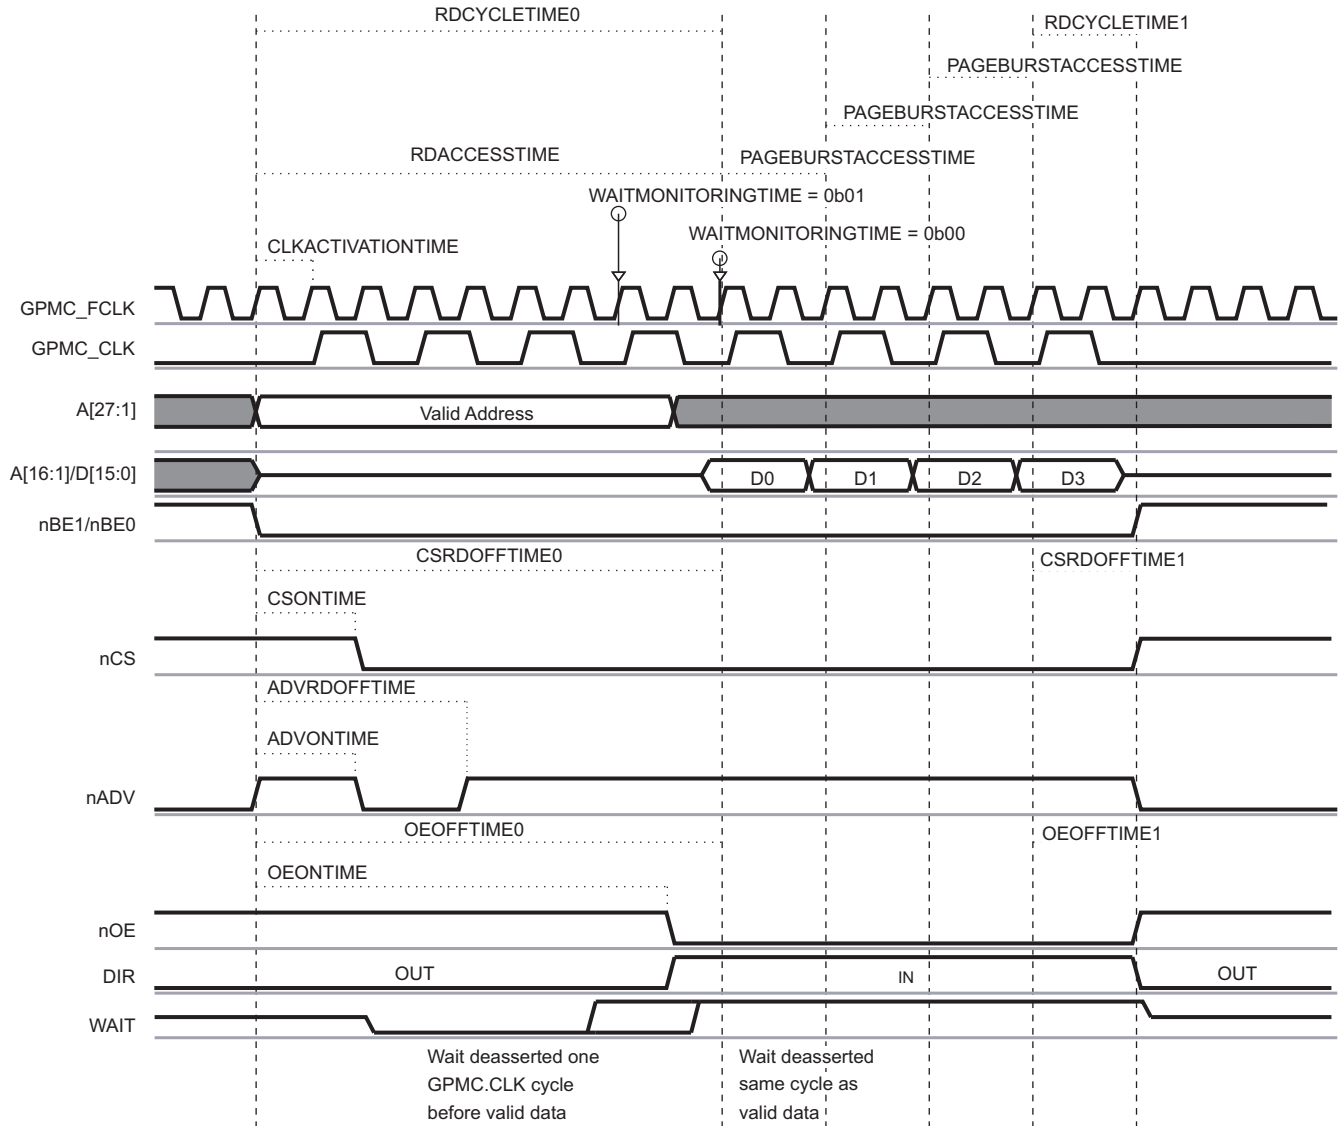 RDCYCLETIME0
RDCYCLETIME1
PAGEBURSTACCESSTIME
PAGEBURSTACCESSTIME
RDACCESSTIME
PAGEBURSTACCESSTIME
WAITMONITORINGTIME = 0b01
WAITMONITORINGTIME = 0b00
CLKACTIVATIONTIME
GPMC_FCLK
GPMC_CLK
A[27:1]
Valid Address
A[16:1]/D[15:0]
D0
D1
D2
D3
nBE1/nBE0
CSRDOFFTIME0
CSRDOFFTIME1
CSONTIME
nCS
ADVRDOFFTIME
ADVONTIME
nADV
OEOFFTIME0
OEOFFTIME1
OEONTIME
nOE
DIR
OUT
IN
OUT
WAIT
Wait deasserted one
GPMC.CLK cycle
before valid data
Wait deasserted
same cycle as
valid data